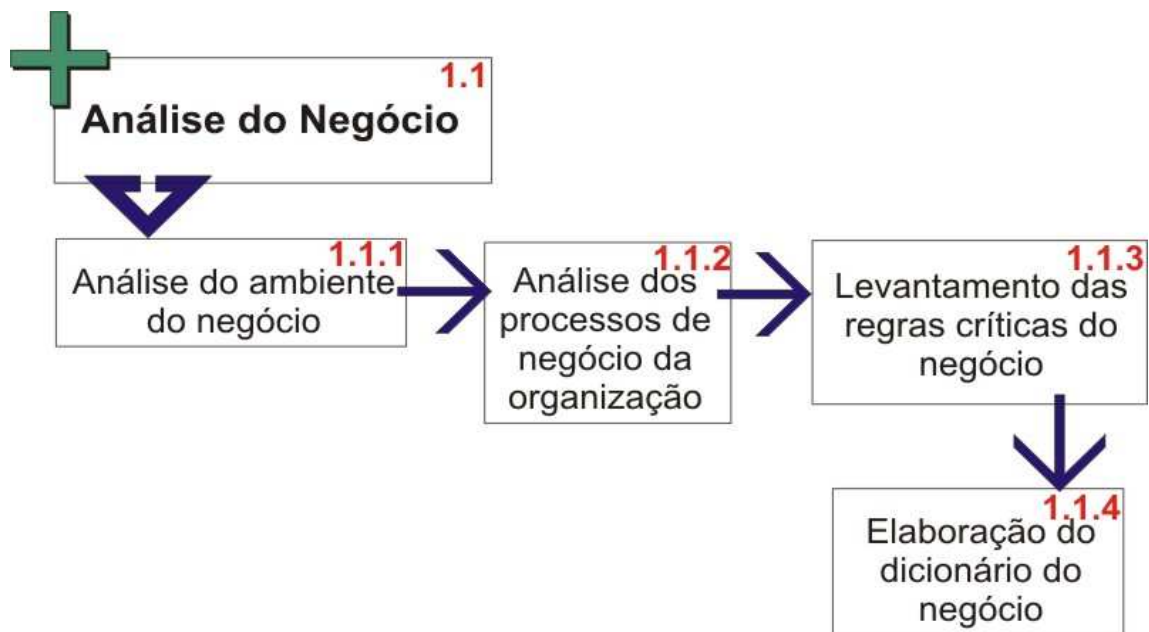 1.1
Análise do Negócio
1.1.1
Análise do ambiente
do negócio
1.1.2
Análise dos
processos de
negócio da
organização
1.1.3
Levantamento das
regras críticas do
negócio
1.1.4
Elaboração do
dicionário do
negócio